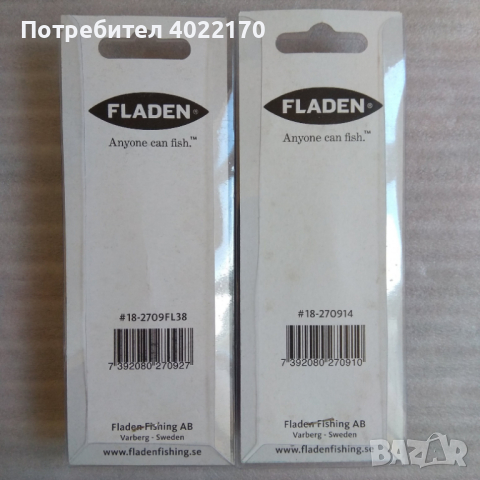 Потребител 4022170
FLADEN®
Anyone can fish.™
#18-2709FL38
7 392080 270927
Fladen Fishing AB
Varberg - Sweden
www.fladenfishing.se
FLADEN®
Anyone can fish.™
#18-270914
7 392080 270910
Fladen Fishing AB
Varberg - Sweden
www.fladenfishing.se
BAZAR
bg